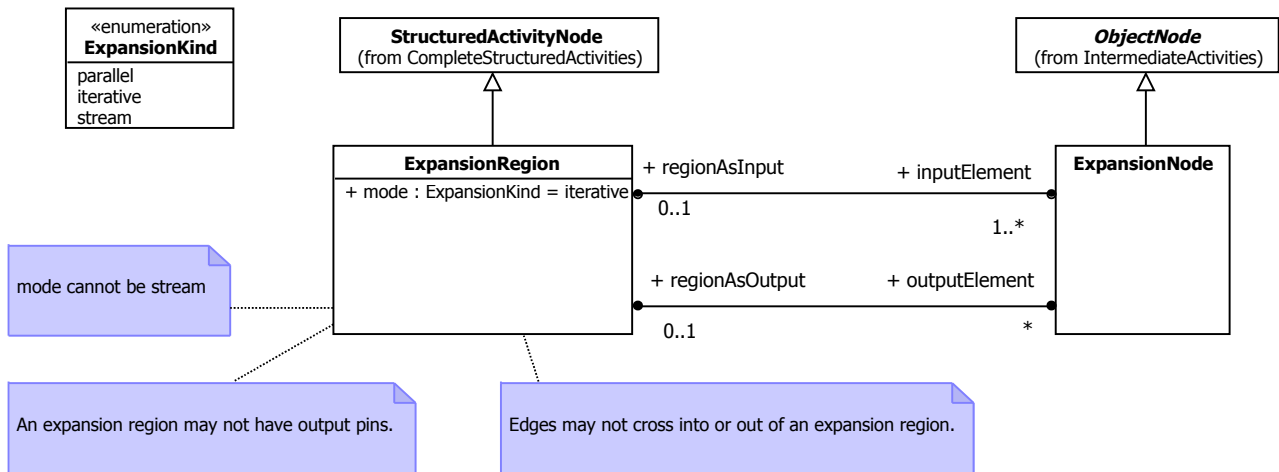 «enumeration»
ExpansionKind
parallel
iterative
stream
StructuredActivityNode
(from CompleteStructuredActivities)
ObjectNode
(from IntermediateActivities)
ExpansionRegion
+ mode : ExpansionKind = iterative
+ regionAsInput
+ inputElement
0..1
1..*
+ regionAsOutput
+ outputElement
0..1
*
ExpansionNode
mode cannot be stream
An expansion region may not have output pins.
Edges may not cross into or out of an expansion region.